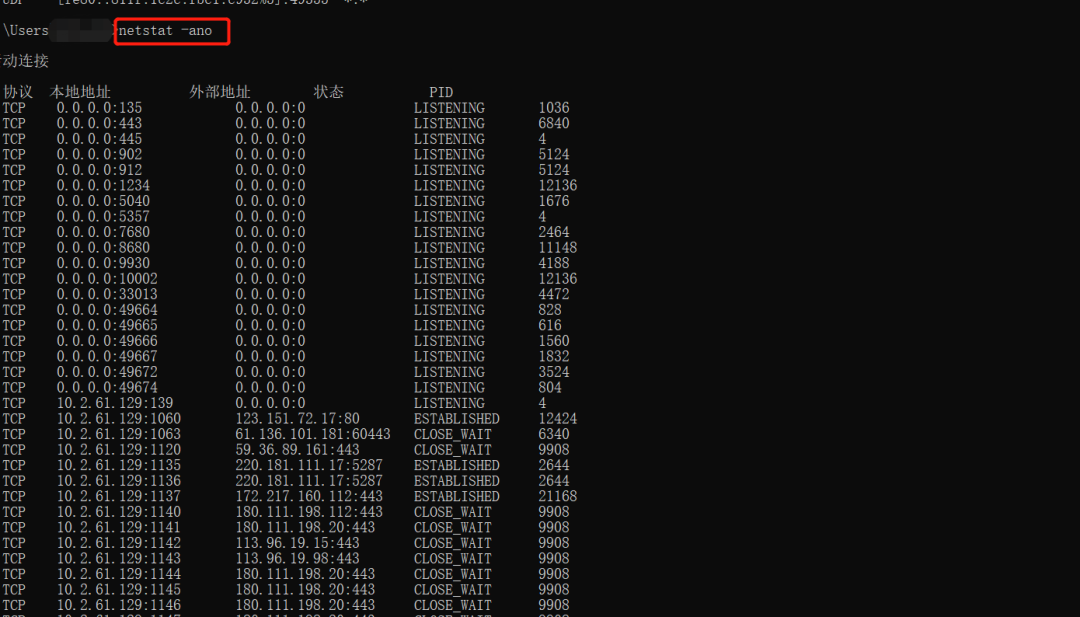 \Users netstat -ano
动连接
协议 本地地址 外部地址 状态 PID
TCP 0.0.0.0:135 0.0.0.0:0 LISTENING 1036
TCP 0.0.0.0:443 0.0.0.0:0 LISTENING 6840
TCP 0.0.0.0:445 0.0.0.0:0 LISTENING 4
TCP 0.0.0.0:902 0.0.0.0:0 LISTENING 5124
TCP 0.0.0.0:912 0.0.0.0:0 LISTENING 5124
TCP 0.0.0.0:1234 0.0.0.0:0 LISTENING 12136
TCP 0.0.0.0:5040 0.0.0.0:0 LISTENING 1676
TCP 0.0.0.0:5357 0.0.0.0:0 LISTENING 4
TCP 0.0.0.0:7680 0.0.0.0:0 LISTENING 2464
TCP 0.0.0.0:8680 0.0.0.0:0 LISTENING 11148
TCP 0.0.0.0:9930 0.0.0.0:0 LISTENING 4188
TCP 0.0.0.0:10002 0.0.0.0:0 LISTENING 12136
TCP 0.0.0.0:33013 0.0.0.0:0 LISTENING 4472
TCP 0.0.0.0:49664 0.0.0.0:0 LISTENING 828
TCP 0.0.0.0:49665 0.0.0.0:0 LISTENING 616
TCP 0.0.0.0:49666 0.0.0.0:0 LISTENING 1560
TCP 0.0.0.0:49667 0.0.0.0:0 LISTENING 1832
TCP 0.0.0.0:49672 0.0.0.0:0 LISTENING 3524
TCP 0.0.0.0:49674 0.0.0.0:0 LISTENING 804
TCP 10.2.61.129:139 0.0.0.0:0 LISTENING 4
TCP 10.2.61.129:1060 123.151.72.17:80 ESTABLISHED 12424
TCP 10.2.61.129:1063 61.136.101.181:60443 CLOSE_WAIT 6340
TCP 10.2.61.129:1120 59.36.89.161:443 CLOSE_WAIT 9908
TCP 10.2.61.129:1135 220.181.111.17:5287 ESTABLISHED 2644
TCP 10.2.61.129:1136 220.181.111.17:5287 ESTABLISHED 2644
TCP 10.2.61.129:1137 172.217.160.112:443 ESTABLISHED 21168
TCP 10.2.61.129:1140 180.111.198.112:443 CLOSE_WAIT 9908
TCP 10.2.61.129:1141 180.111.198.20:443 CLOSE_WAIT 9908
TCP 10.2.61.129:1142 113.96.19.15:443 CLOSE_WAIT 9908
TCP 10.2.61.129:1143 113.96.19.98:443 CLOSE_WAIT 9908
TCP 10.2.61.129:1144 180.111.198.20:443 CLOSE_WAIT 9908
TCP 10.2.61.129:1145 180.111.198.20:443 CLOSE_WAIT 9908
TCP 10.2.61.129:1146 180.111.198.20:443 CLOSE_WAIT 9908